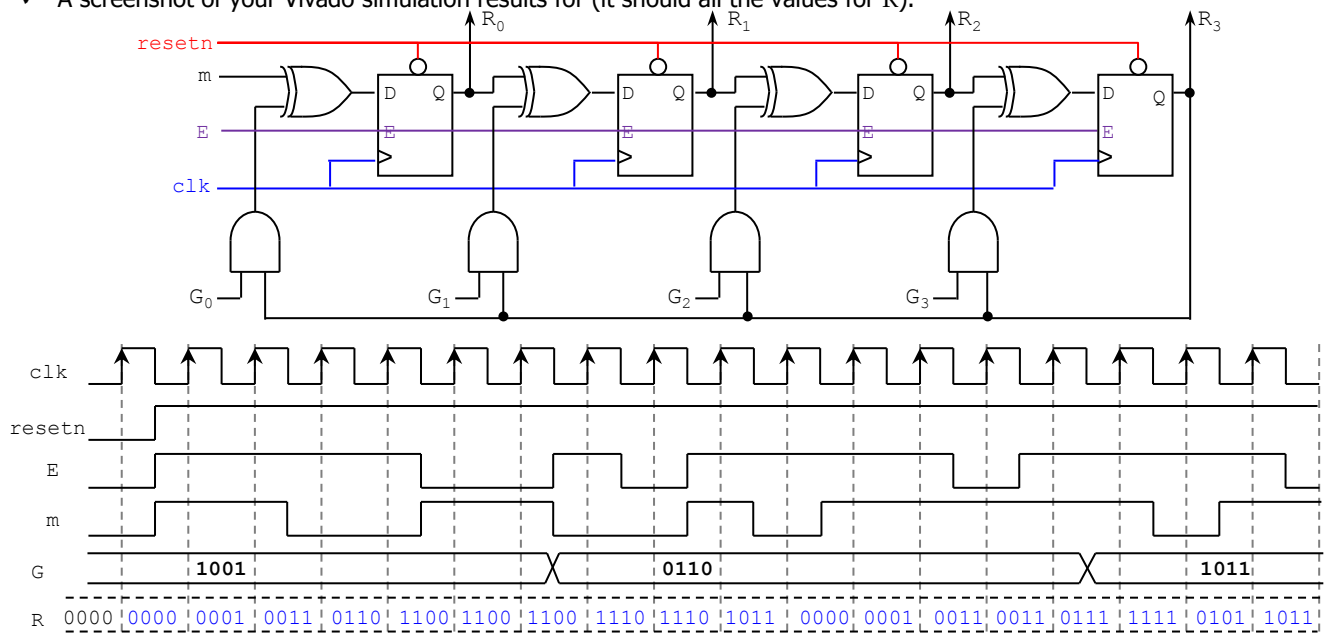 ✓ A screenshot of your Vivado simulation results for (it should all the values for R).
R0 R1 R2 R3
resetn
m
D Q D Q D Q D Q
E E E E E
clk
G0 G1 G2 G3
clk
resetn
E
m
G 1001 0110 1011
R 0000 0000 0001 0011 0110 1100 1100 1100 1110 1110 1011 0000 0001 0011 0011 0111 1111 0101 1011